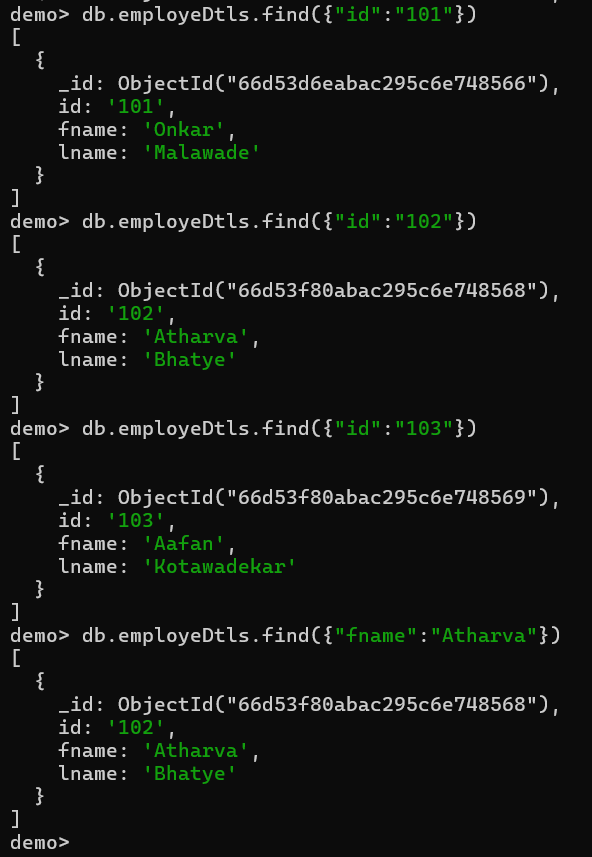 demo> db.employeDtls.find({"id":"101"})
[
  {
    _id: ObjectId("66d53d6eabac295c6e748566"),
    id: '101',
    fname: 'Onkar',
    lname: 'Malawade'
  }
]
demo> db.employeDtls.find({"id":"102"})
[
  {
    _id: ObjectId("66d53f80abac295c6e748568"),
    id: '102',
    fname: 'Atharva',
    lname: 'Bhatye'
  }
]
demo> db.employeDtls.find({"id":"103"})
[
  {
    _id: ObjectId("66d53f80abac295c6e748569"),
    id: '103',
    fname: 'Aafan',
    lname: 'Kotawadekar'
  }
]
demo> db.employeDtls.find({"fname":"Atharva"})
[
  {
    _id: ObjectId("66d53f80abac295c6e748568"),
    id: '102',
    fname: 'Atharva',
    lname: 'Bhatye'
  }
]
demo>